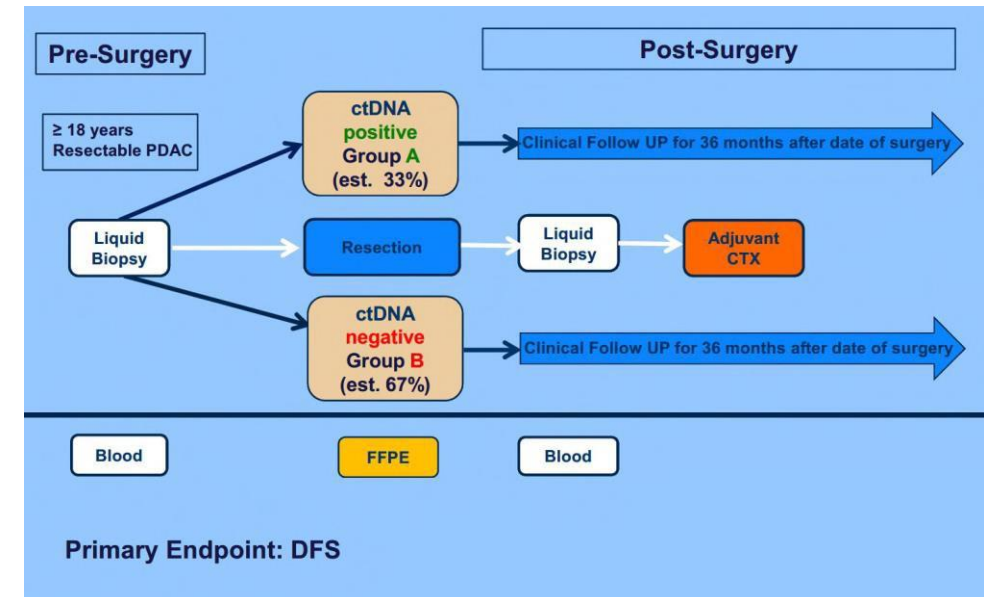 Pre-Surgery
Post-Surgery
≥ 18 years
Resectable PDAC
ctDNA
positive
Group A
(est. 33%)
Clinical Follow UP for 36 months after date of surgery
Liquid
Biopsy
Resection
Liquid
Biopsy
Adjuvant
CTX
ctDNA
negative
Group B
(est. 67%)
Clinical Follow UP for 36 months after date of surgery
Blood
FFPE
Blood
Primary Endpoint: DFS